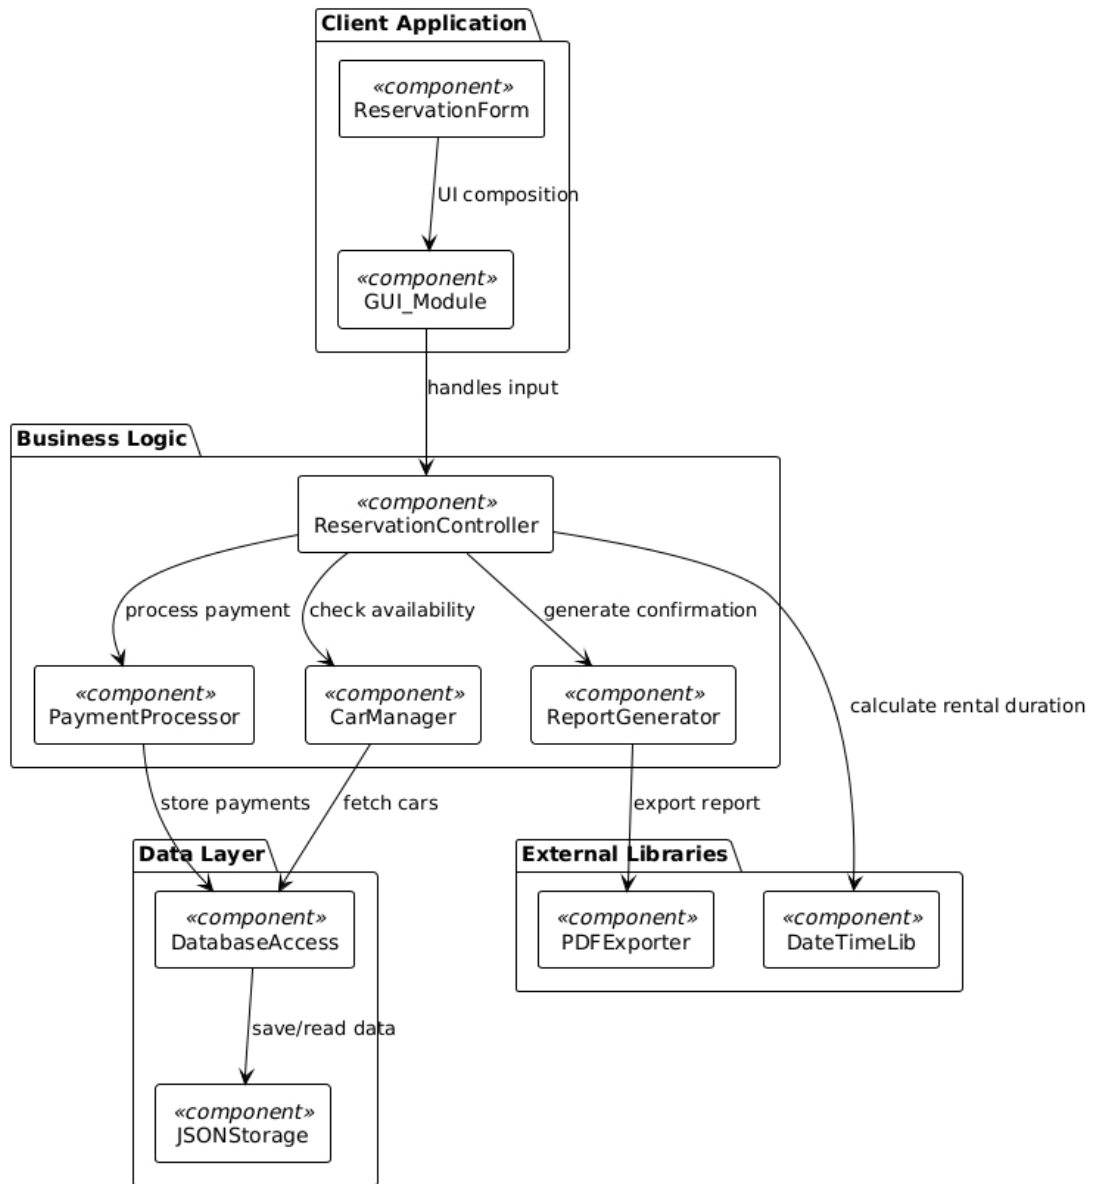 Client Application
«component»
ReservationForm
UI composition
«component»
GUI_Module
handles input
Business Logic
«component»
ReservationController
process payment
check availability
generate confirmation
«component»
PaymentProcessor
«component»
CarManager
«component»
ReportGenerator
calculate rental duration
store payments
fetch cars
export report
Data Layer
«component»
DatabaseAccess
External Libraries
«component»
PDFExporter
«component»
DateTimeLib
save/read data
«component»
JSONStorage